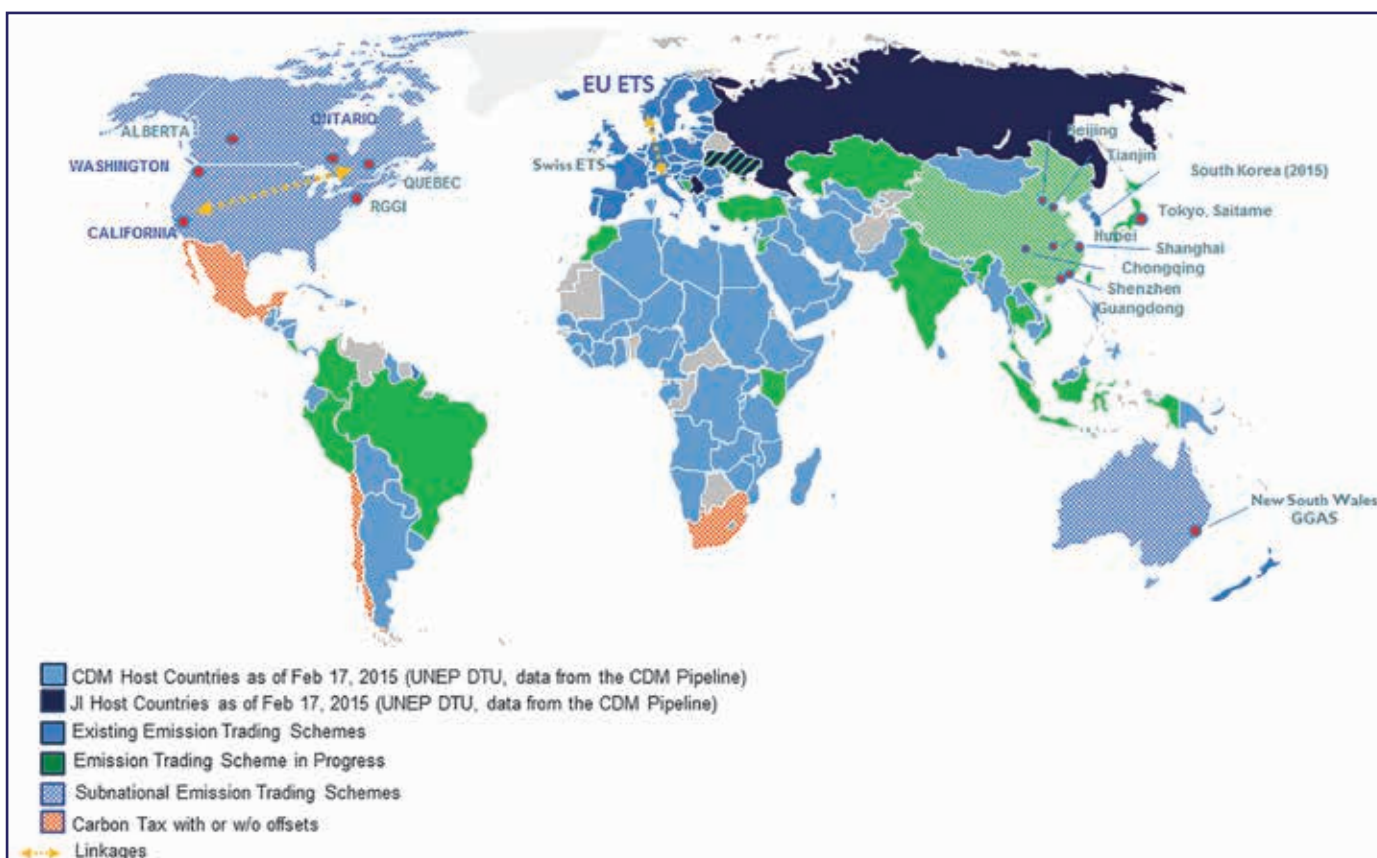 EU ETS
ALBERTA
ONTARIO
WASHINGTON
QUEBEC
RGGI
CALIFORNIA
Swiss ETS
Beijing
Tianjin
South Korea (2015)
Tokyo, Saitame
Hubei
Shanghai
Chongqing
Shenzhen
Guangdong
New South Wales
GGAS
CDM Host Countries as of Feb 17, 2015 (UNEP DTU, data from the CDM Pipeline)
JI Host Countries as of Feb 17, 2015 (UNEP DTU, data from the CDM Pipeline)
Existing Emission Trading Schemes
Emission Trading Scheme in Progress
Subnational Emission Trading Schemes
Carbon Tax with or w/o offsets
Linkages